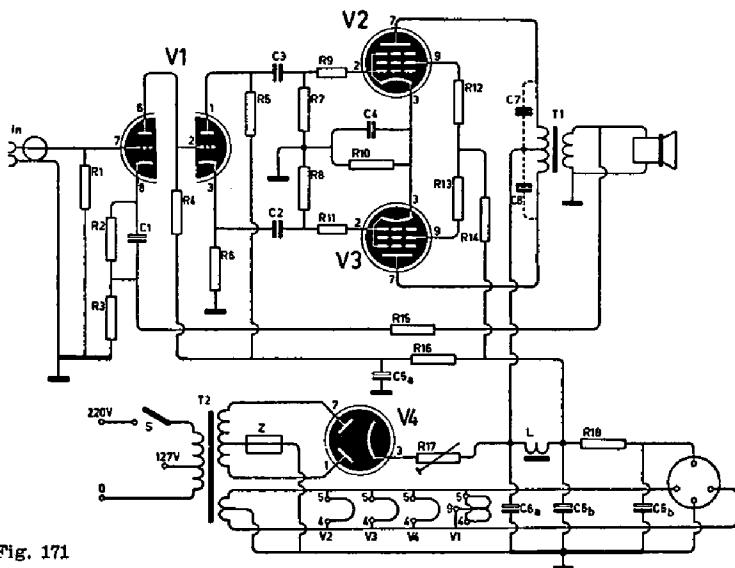 V2
V1
C3
R9
7
2
9
R12
6
1
R5
R7
3
C4
C7
T1
in
7
2
R10
R1
8
3
R4
R8
R13
3
C8
R2
C1
C2
R11
2
9
R14
R6
V3
7
R3
R15
R16
C5a
T2
220V
S
7
V4
L
R18
127V
Z
1
3
R17
0
5
5
5
5
9
C6a
C6b
C5b
4
4
4
4
V2
V3
V4
V1
Fig. 171